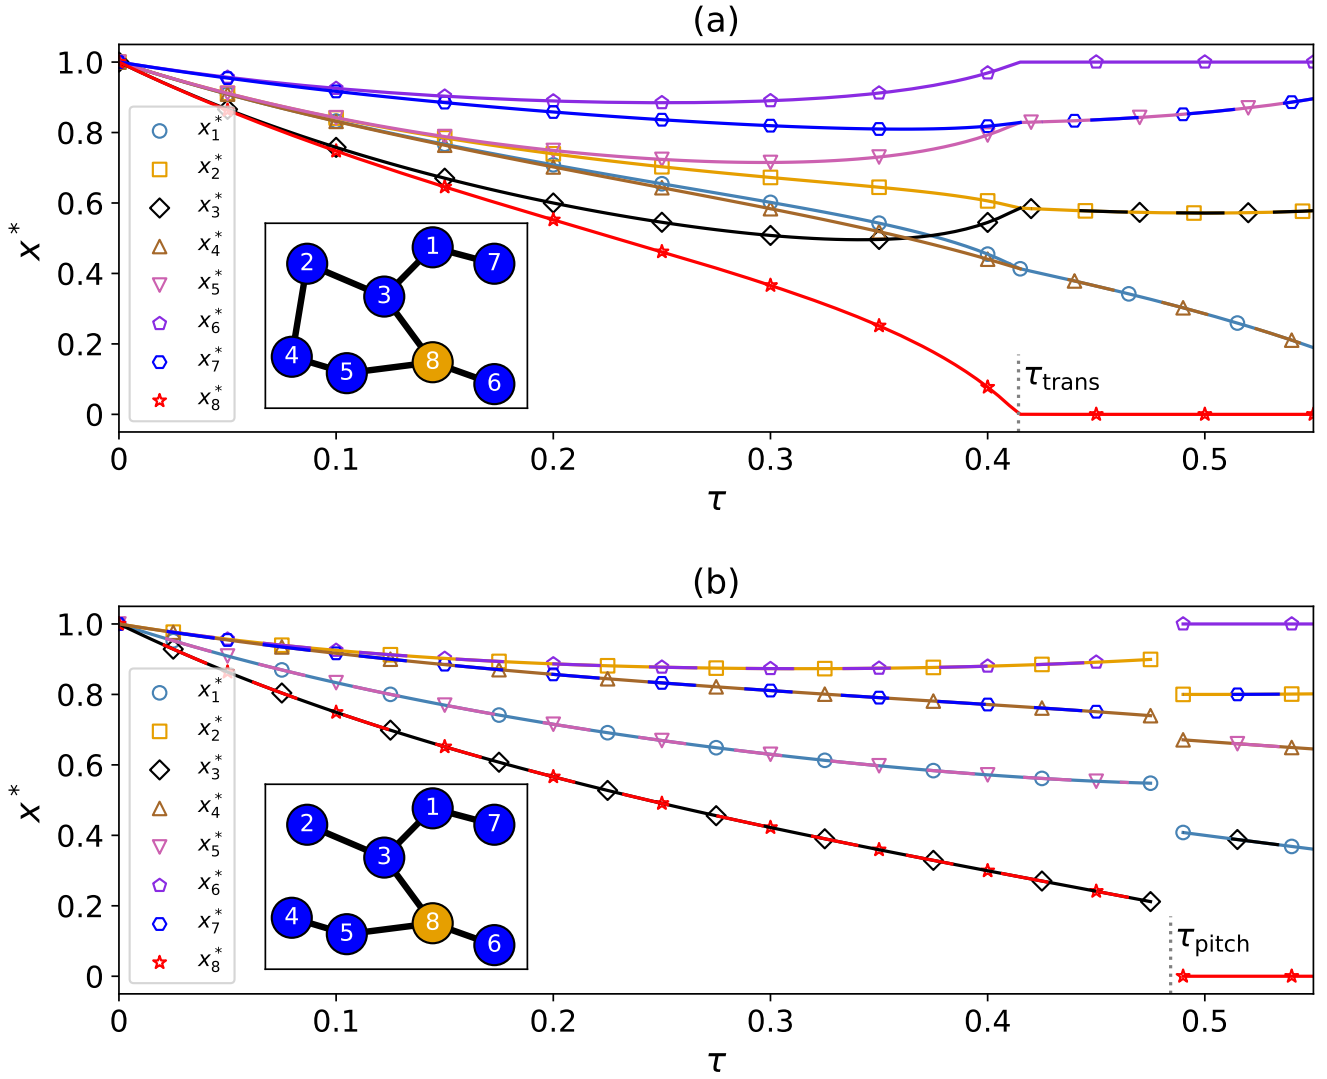 (a)
1.0
0.8
0.6
0.4
0.2
0
x*
x₁*
x₂*
x₃*
x₄*
x₅*
x₆*
x₇*
x₈*
1
2
7
3
4
5
8
6
τtrans
0 0.1 0.2 0.3 0.4 0.5
τ
(b)
1.0
0.8
0.6
0.4
0.2
0
x*
x₁*
x₂*
x₃*
x₄*
x₅*
x₆*
x₇*
x₈*
1
2
7
3
4
5
8
6
τpitch
0 0.1 0.2 0.3 0.4 0.5
τ